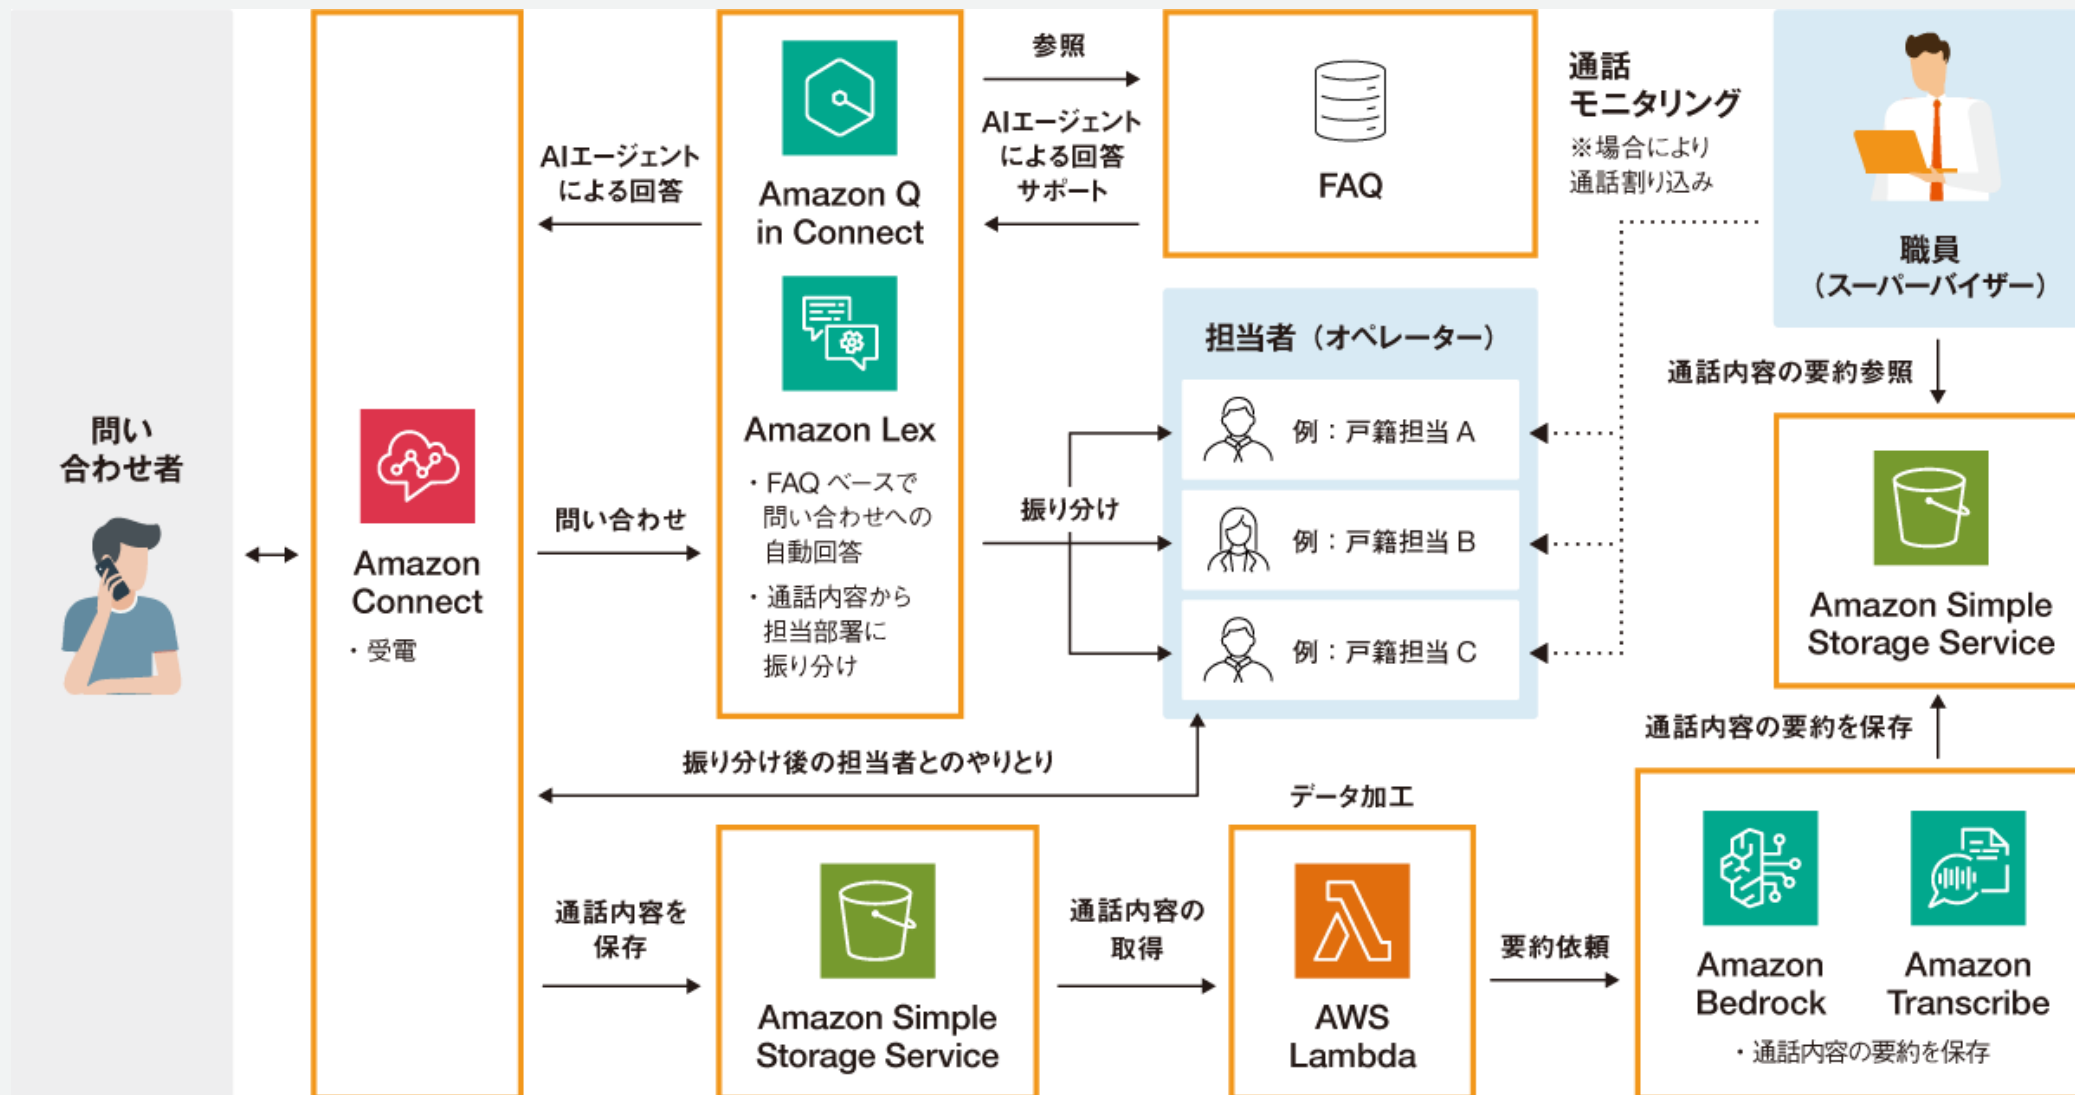 問い
合わせ者
Amazon
Connect
・受電
AIエージェント
による回答
問い合わせ
Amazon Q
in Connect
Amazon Lex
・FAQ ベースで
問い合わせへの
自動回答
・通話内容から
担当部署に
振り分け
参照
AIエージェント
による回答
サポート
FAQ
振り分け
担当者（オペレーター）
例：戸籍担当 A
例：戸籍担当 B
例：戸籍担当 C
通話
モニタリング
※場合により
通話割り込み
職員
（スーパーバイザー）
通話内容の要約参照
Amazon Simple
Storage Service
通話内容の要約を保存
振り分け後の担当者とのやりとり
通話内容を
保存
Amazon Simple
Storage Service
通話内容の
取得
データ加工
AWS
Lambda
要約依頼
Amazon
Bedrock
Amazon
Transcribe
・通話内容の要約を保存